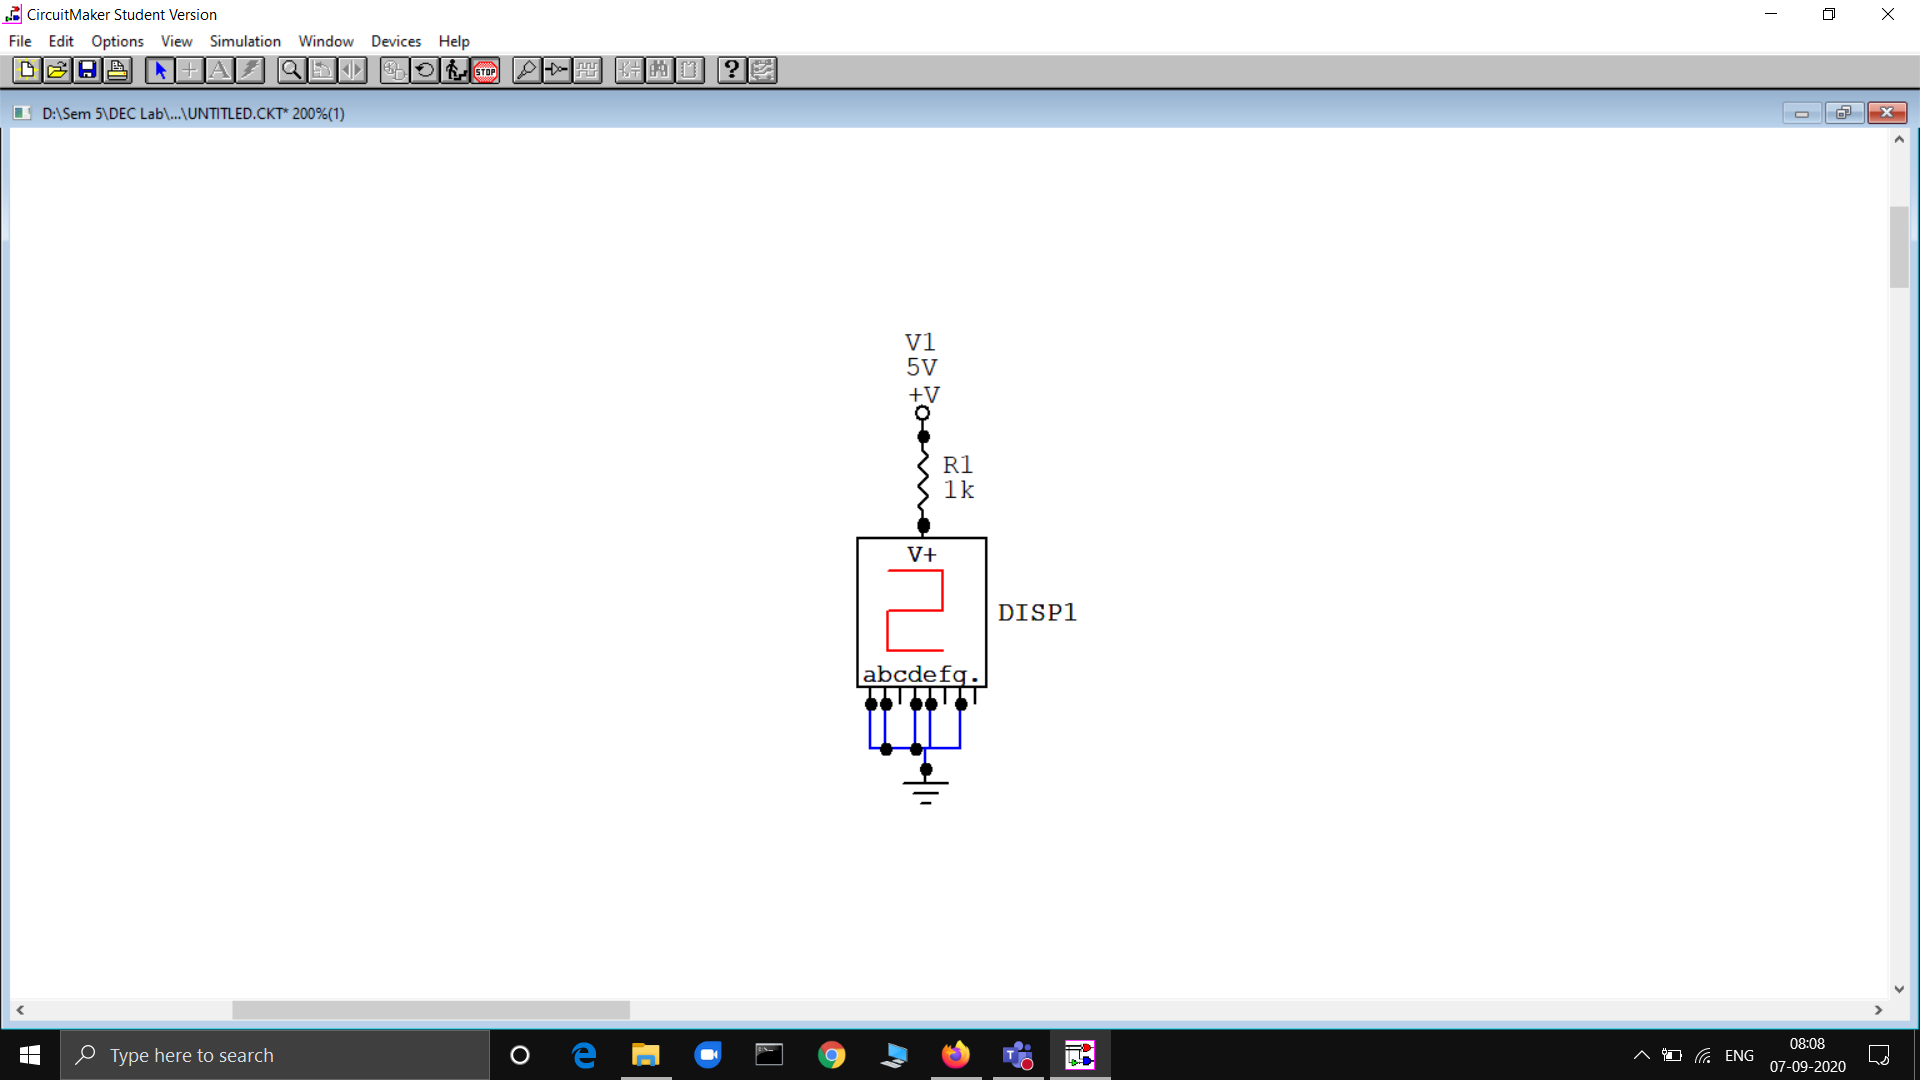 CircuitMaker Student Version
File Edit Options View Simulation Window Devices Help
A STOP ?
D:\Sem 5\DEC Lab\...\UNTITLED.CKT* 200%(1)
V1
5V
+V
R1
1k
V+
DISP1
abcdefg.
Type here to search
ENG
08:08
07-09-2020